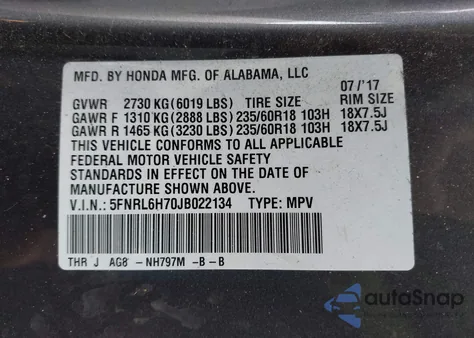 MFD. BY HONDA MFG. OF ALABAMA, LLC 07/'17
GVWR 2730 KG (6019 LBS) TIRE SIZE RIM SIZE
GAWR F 1310 KG (2888 LBS) 235/60R18 103H 18X7.5J
GAWR R 1465 KG (3230 LBS) 235/60R18 103H 18X7.5J
THIS VEHICLE CONFORMS TO ALL APPLICABLE
FEDERAL MOTOR VEHICLE SAFETY
STANDARDS IN EFFECT ON THE DATE OF
MANUFACTURE SHOWN ABOVE.
V.I.N.: 5FNRL6H70JB022134 TYPE: MPV
THR J AG8 - NH797M -B - B
autoSnap